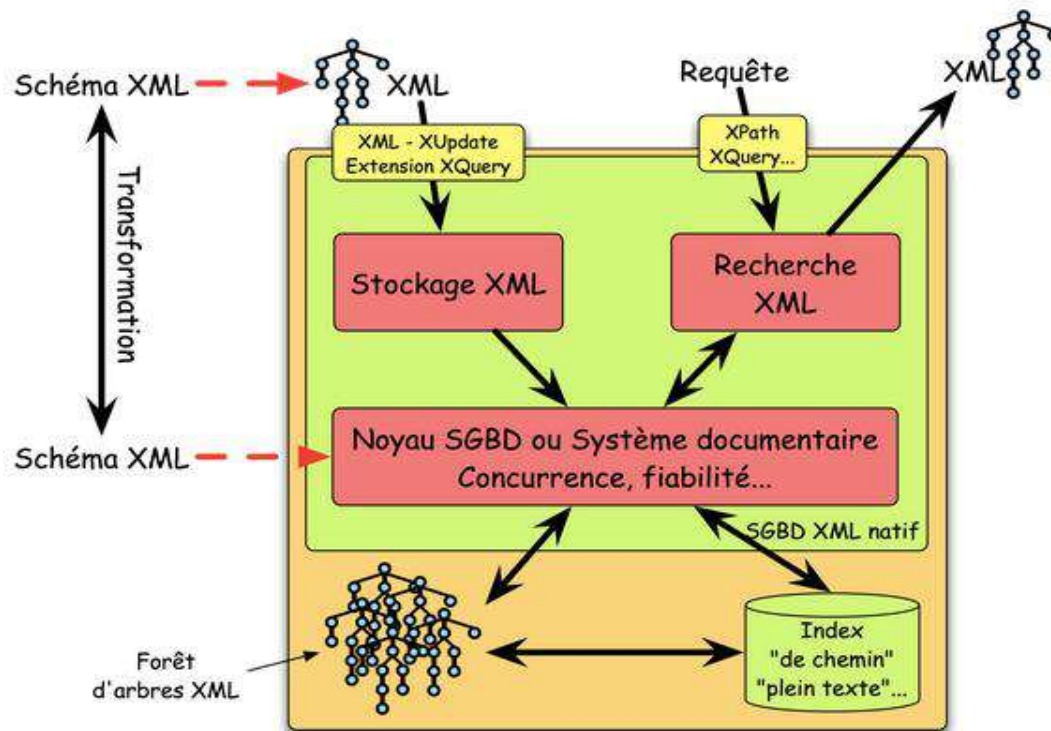 Schéma XML
XML
Requête
XML
XML - XUpdate
Extension XQuery
XPath
XQuery...
Transformation
Stockage XML
Recherche
XML
Schéma XML
Noyau SGBD ou Système documentaire
Concurrence, fiabilité...
SGBD XML natif
Forêt
d'arbres XML
Index
"de chemin"
"plein texte"...